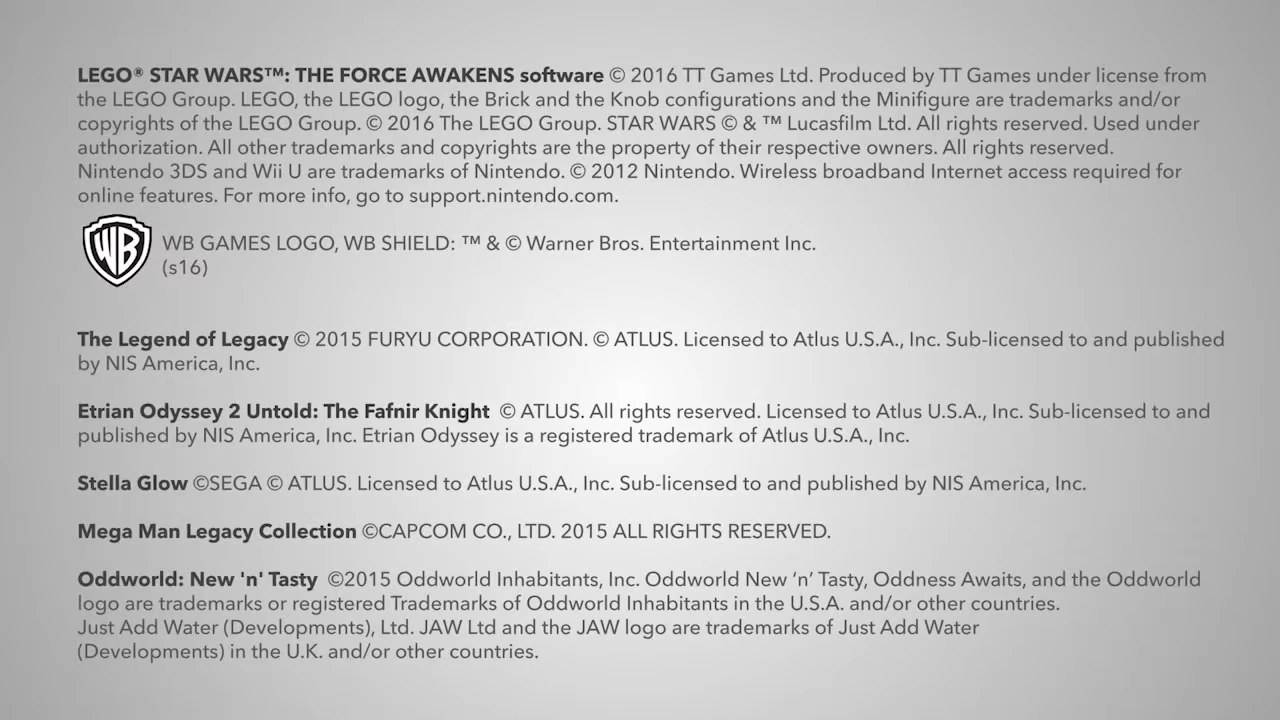 LEGO® STAR WARS™: THE FORCE AWAKENS software © 2016 TT Games Ltd. Produced by TT Games under license from
the LEGO Group. LEGO, the LEGO logo, the Brick and the Knob configurations and the Minifigure are trademarks and/or
copyrights of the LEGO Group. © 2016 The LEGO Group. STAR WARS © & ™ Lucasfilm Ltd. All rights reserved. Used under
authorization. All other trademarks and copyrights are the property of their respective owners. All rights reserved.
Nintendo 3DS and Wii U are trademarks of Nintendo. © 2012 Nintendo. Wireless broadband Internet access required for
online features. For more info, go to support.nintendo.com.
WB WB GAMES LOGO, WB SHIELD: ™ & © Warner Bros. Entertainment Inc.
(s16)
The Legend of Legacy © 2015 FURYU CORPORATION. © ATLUS. Licensed to Atlus U.S.A., Inc. Sub-licensed to and published
by NIS America, Inc.
Etrian Odyssey 2 Untold: The Fafnir Knight © ATLUS. All rights reserved. Licensed to Atlus U.S.A., Inc. Sub-licensed to and
published by NIS America, Inc. Etrian Odyssey is a registered trademark of Atlus U.S.A., Inc.
Stella Glow ©SEGA © ATLUS. Licensed to Atlus U.S.A., Inc. Sub-licensed to and published by NIS America, Inc.
Mega Man Legacy Collection ©CAPCOM CO., LTD. 2015 ALL RIGHTS RESERVED.
Oddworld: New 'n' Tasty ©2015 Oddworld Inhabitants, Inc. Oddworld New ‘n’ Tasty, Oddness Awaits, and the Oddworld
logo are trademarks or registered Trademarks of Oddworld Inhabitants in the U.S.A. and/or other countries.
Just Add Water (Developments), Ltd. JAW Ltd and the JAW logo are trademarks of Just Add Water
(Developments) in the U.K. and/or other countries.